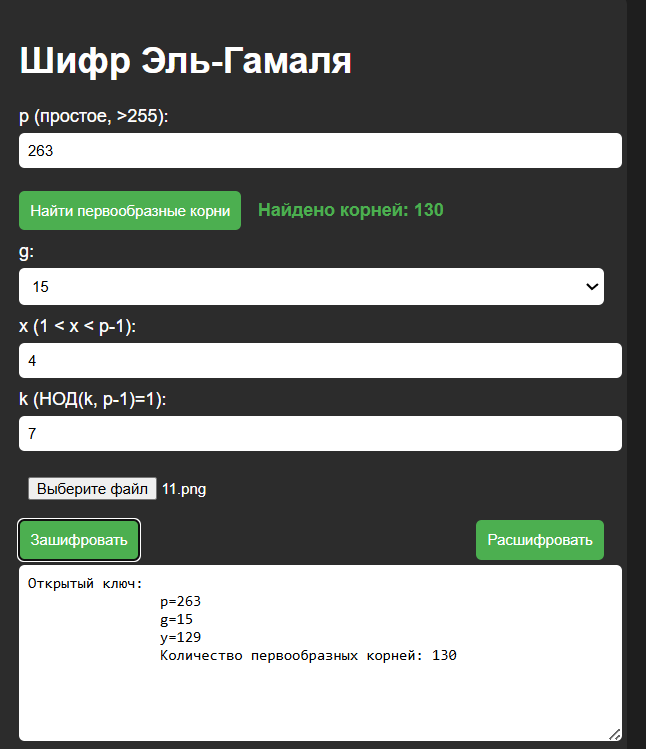 Шифр Эль-Гамаля
p (простое, >255):
263
Найти первообразные корни Найдено корней: 130
g:
15
x (1 < x < p-1):
4
k (НОД(k, p-1)=1):
7
Выберите файл 11.png
Зашифровать Расшифровать
Открытый ключ:
p=263
g=15
y=129
Количество первообразных корней: 130